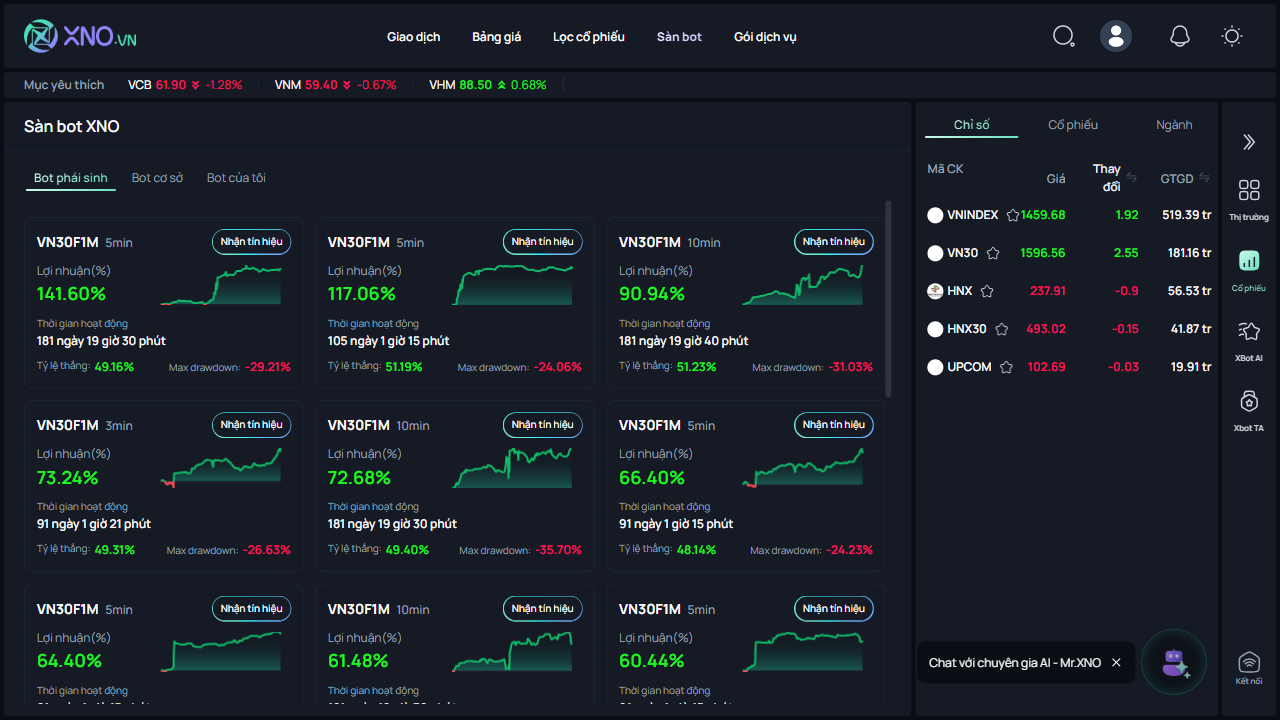 XNO.VN
Giao dịch Bảng giá Lọc cổ phiếu Sàn bot Gói dịch vụ
Mục yêu thích VCB 61.90 -1.28% VNM 59.40 -0.67% VHM 88.50 0.68%
Sàn bot XNO
Bot phái sinh Bot cơ sở Bot của tôi
VN30F1M 5min Nhận tín hiệu
Lợi nhuận(%)
141.60%
Thời gian hoạt động
181 ngày 19 giờ 30 phút
Tỷ lệ thắng: 49.16% Max drawdown: -29.21%
VN30F1M 5min Nhận tín hiệu
Lợi nhuận(%)
117.06%
Thời gian hoạt động
105 ngày 1 giờ 15 phút
Tỷ lệ thắng: 51.19% Max drawdown: -24.06%
VN30F1M 10min Nhận tín hiệu
Lợi nhuận(%)
90.94%
Thời gian hoạt động
181 ngày 19 giờ 40 phút
Tỷ lệ thắng: 51.23% Max drawdown: -31.03%
VN30F1M 3min Nhận tín hiệu
Lợi nhuận(%)
73.24%
Thời gian hoạt động
91 ngày 1 giờ 21 phút
Tỷ lệ thắng: 49.31% Max drawdown: -26.63%
VN30F1M 10min Nhận tín hiệu
Lợi nhuận(%)
72.68%
Thời gian hoạt động
181 ngày 19 giờ 30 phút
Tỷ lệ thắng: 49.40% Max drawdown: -35.70%
VN30F1M 5min Nhận tín hiệu
Lợi nhuận(%)
66.40%
Thời gian hoạt động
91 ngày 1 giờ 15 phút
Tỷ lệ thắng: 48.14% Max drawdown: -24.23%
VN30F1M 5min Nhận tín hiệu
Lợi nhuận(%)
64.40%
Thời gian hoạt động
VN30F1M 10min Nhận tín hiệu
Lợi nhuận(%)
61.48%
Thời gian hoạt động
VN30F1M 5min Nhận tín hiệu
Lợi nhuận(%)
60.44%
Thời gian hoạt động
Chỉ số Cổ phiếu Ngành
Mã CK Giá Thay đổi GTGD
VNINDEX 1459.68 1.92 519.39 tr
VN30 1596.56 2.55 181.16 tr
HNX 237.91 -0.9 56.53 tr
HNX30 493.02 -0.15 41.87 tr
UPCOM 102.69 -0.03 19.91 tr
Chat với chuyên gia AI - Mr.XNO
Thị trường
Cổ phiếu
XBot AI
Xbot TA
Kết nối